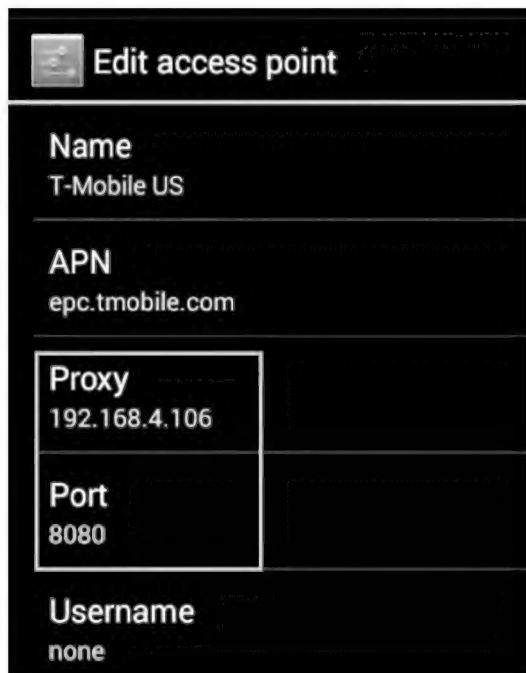 Edit access point
Name
T-Mobile US
APN
epc.tmobile.com
Proxy
192.168.4.106
Port
8080
Username
none